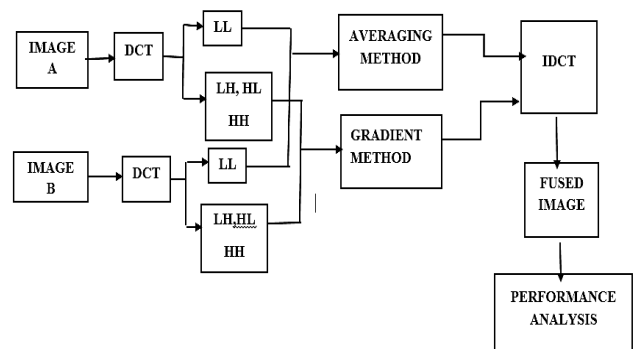 IMAGE
A
DCT
LL
LH, HL
HH
AVERAGING
METHOD
IDCT
IMAGE
B
DCT
LL
LH,HL
HH
GRADIENT
METHOD
FUSED
IMAGE
PERFORMANCE
ANALYSIS